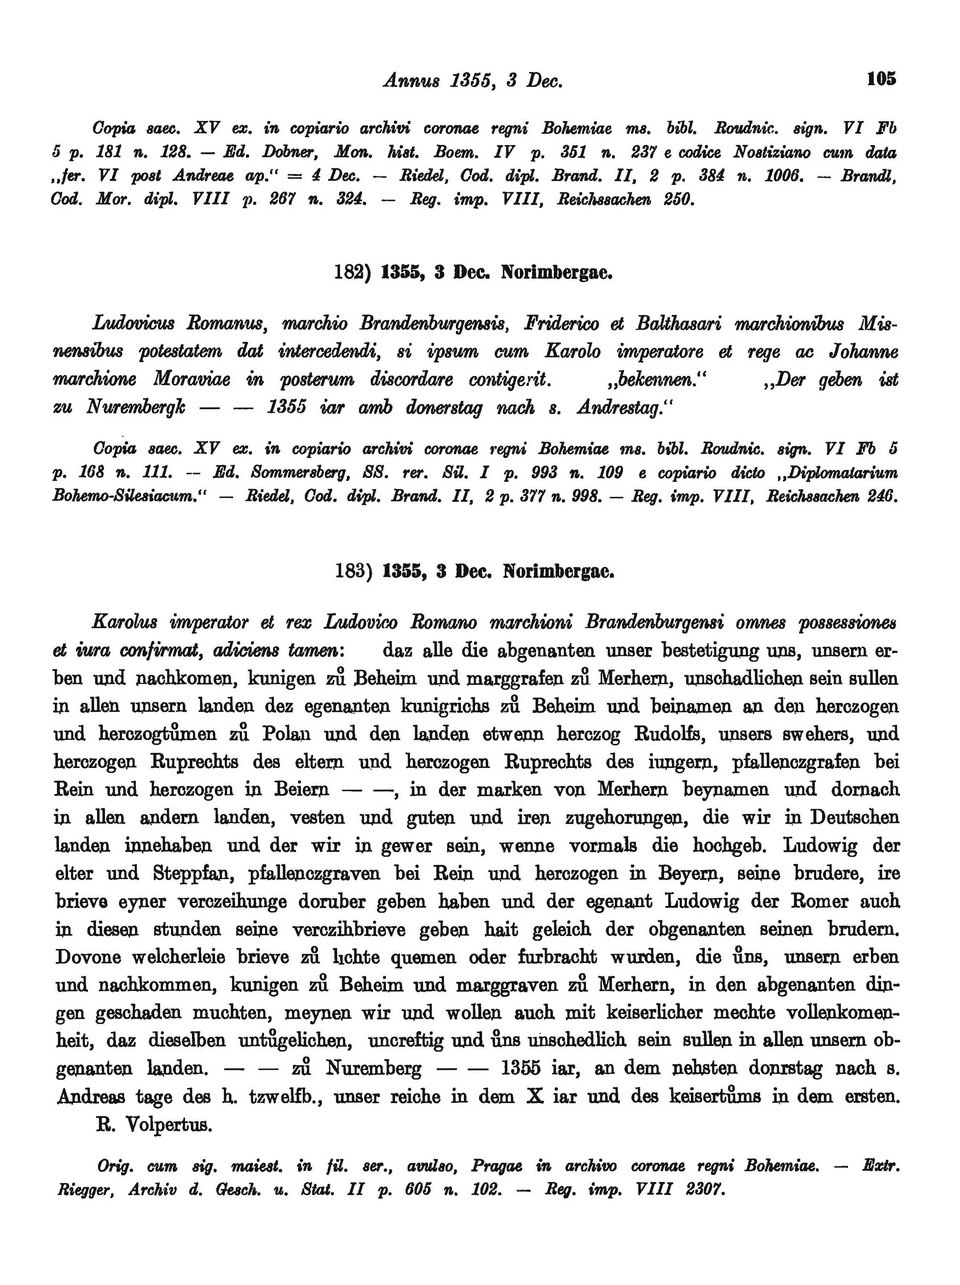 Annus 1355, 3 Dec. 105
Copia saec. XV ex. in copiario archivi coronae regni Bohemiae ms. bibl. Roudnic. sign. VI Fb
5 p. 181 n. 128. — Ed. Dobner, Mon. hist. Boem. IV p. 351 n. 237 e codice Nostiziano cum data
„fer. VI post Andreae ap.“ = 4 Dec. — Riedel, Cod. dipl. Brand. II, 2 p. 384 n. 1006. — Brandl,
Cod. Mor. dipl. VIII p. 267 n. 324. — Reg. imp. VIII, Reichssachen 250.
182) 1355, 3 Dec. Norimbergae.
Ludovicus Romanus, marchio Brandenburgensis, Friderico et Balthasari marchionibus Mis-
nensibus potestatem dat intercedendi, si ipsum cum Karolo imperatore et rege ac Johanne
marchione Moraviae in posterum discordare contigerit. „bekennen.“ „Der geben ist
zu Nurembergk — — 1355 iar amb donerstag nach s. Andrestag.“
Copia saec. XV ex. in copiario archivi coronae regni Bohemiae ms. bibl. Roudnic. sign. VI Fb 5
p. 168 n. 111. — Ed. Sommersberg, SS. rer. Sil. I p. 993 n. 109 e copiario dicto „Diplomatarium
Bohemo-Silesiacum.“ — Riedel, Cod. dipl. Brand. II, 2 p. 377 n. 998. — Reg. imp. VIII, Reichssachen 246.
183) 1355, 3 Dec. Norimbergae.
Karolus imperator et rex Ludovico Romano marchioni Brandenburgensi omnes possessiones
et iura confirmat, adiciens tamen: daz alle die abgenanten unser bestetigung uns, unsern er-
ben und nachkomen, kunigen zů Beheim und marggrafen zů Merhern, unschadlichen sein sullen
in allen unsern landen dez egenanten kunigrichs zů Beheim und beinamen an den herczogen
und herczogtůmen zů Polan und den landen etwenn herczog Rudolfs, unsers swehers, und
herczogen Ruprechts des eltern und herczogen Ruprechts des iungern, pfallenczgrafen bei
Rein und herczogen in Beiern — —, in der marken von Merhern beynamen und dornach
in allen andern landen, vesten und guten und iren zugehorungen, die wir in Deutschen
landen innehaben und der wir in gewer sein, wenne vormals die hochgeb. Ludowig der
elter und Steppfan, pfallenczgraven bei Rein und herczogen in Beyern, seine brudere, ire
brieve eyner verczeihunge doruber geben haben und der egenant Ludowig der Romer auch
in diesen stunden seine verczihbrieve geben hait geleich der obgenanten seinen brudern.
Dovone welcherleie brieve zů lichte quemen oder furbracht wurden, die ůns, unsern erben
und nachkommen, kunigen zů Beheim und marggraven zů Merhern, in den abgenanten din-
gen geschaden muchten, meynen wir und wollen auch mit keiserlicher mechte vollenkomen-
heit, daz dieselben untůgelichen, uncreftig und ůns unschedlich sein sullen in allen unsern ob-
genanten landen. — — zů Nuremberg — — 1355 iar, an dem nehsten donrstag nach s.
Andreas tage des h. tzwelfb., unser reiche in dem X iar und des keisertůms in dem ersten.
R. Volpertus.
Orig. cum sig. maiest. in fil. ser., avulso, Pragae in archivo coronae regni Bohemiae. — Extr.
Riegger, Archiv d. Gesch. u. Stat. II p. 605 n. 102. — Reg. imp. VIII 2307.